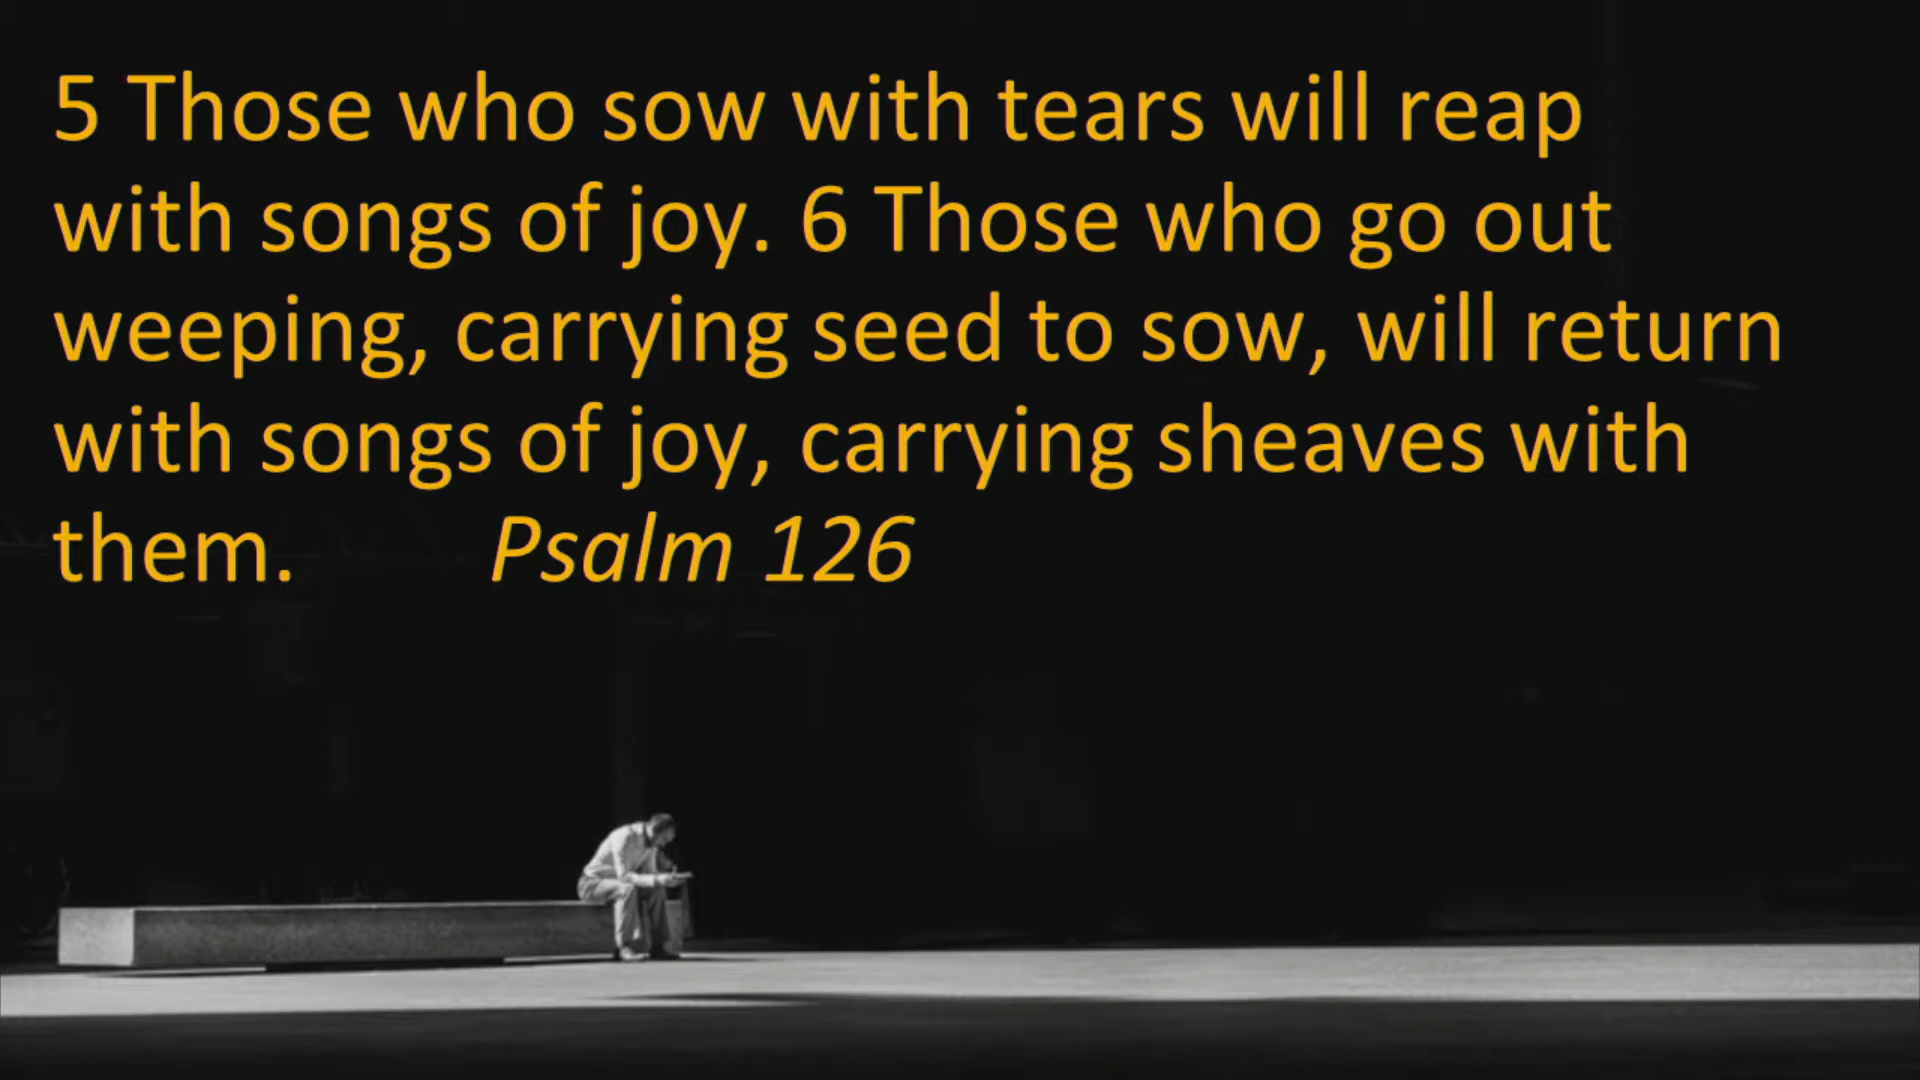 5 Those who sow with tears will reap
with songs of joy. 6 Those who go out
weeping, carrying seed to sow, will return
with songs of joy, carrying sheaves with
them. Psalm 126